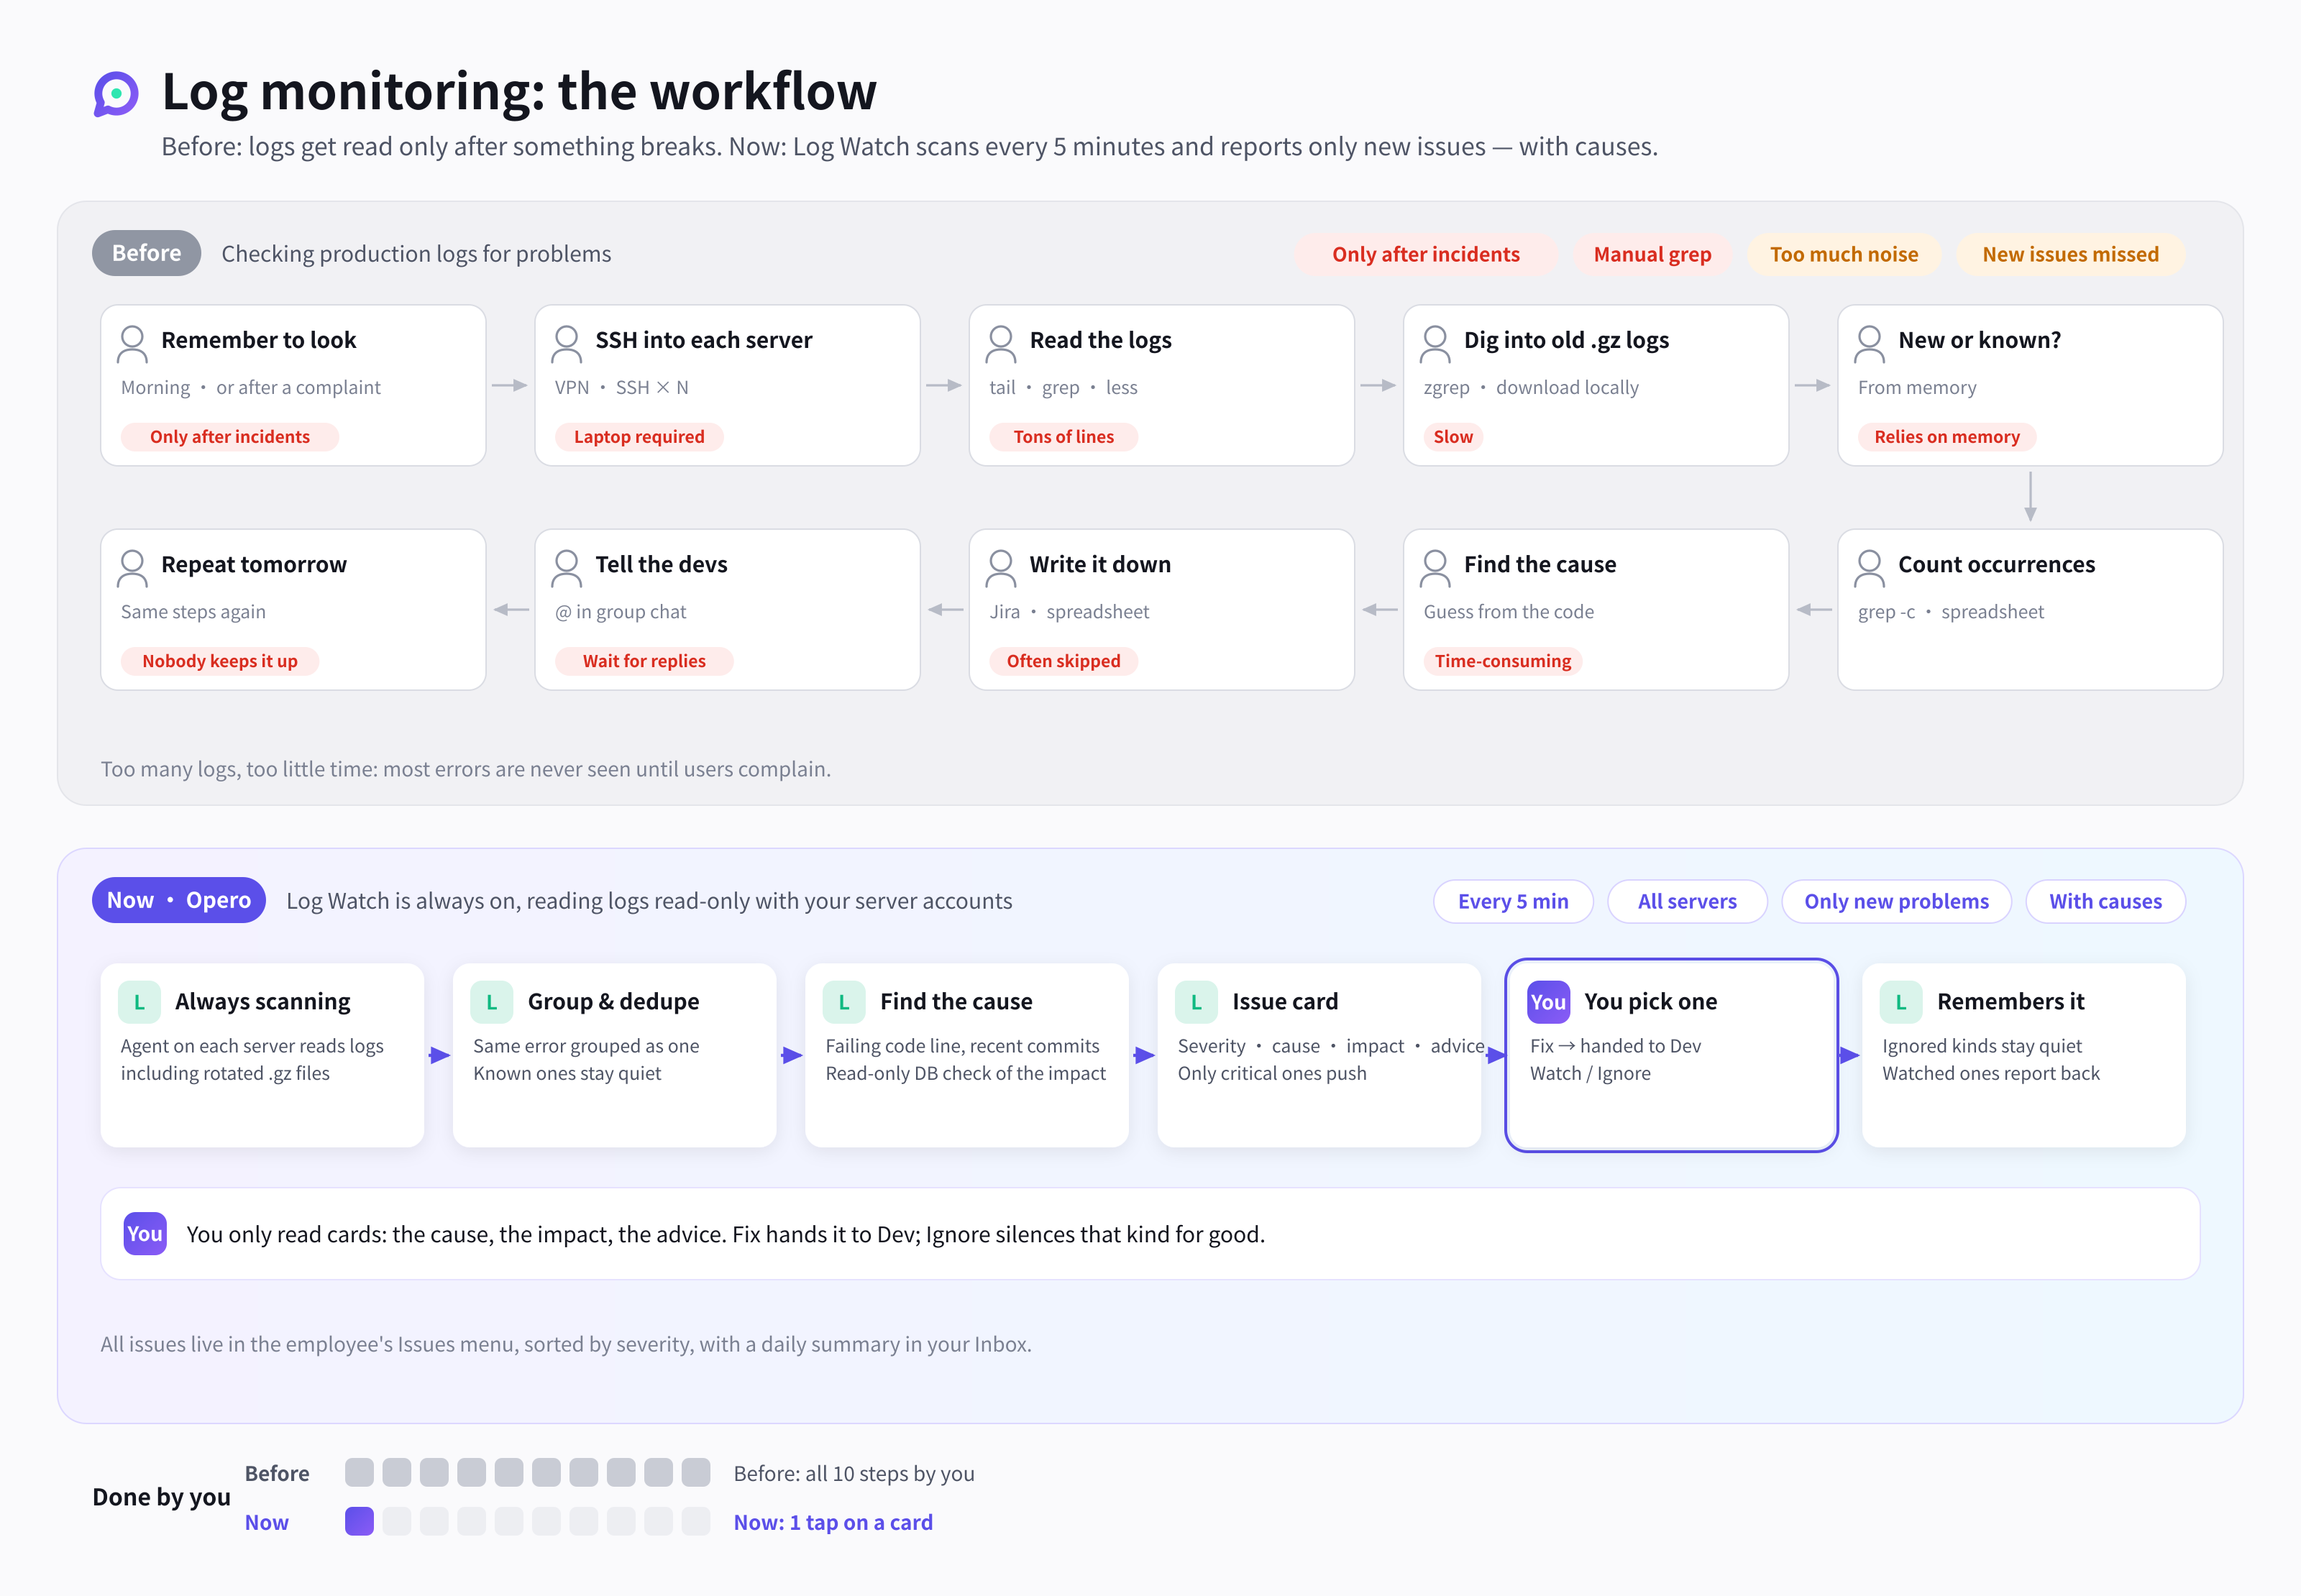 Log monitoring: the workflow
Before: logs get read only after something breaks. Now: Log Watch scans every 5 minutes and reports only new issues — with causes.
Before
Checking production logs for problems
Only after incidents
Manual grep
Too much noise
New issues missed
Remember to look
Morning • or after a complaint
Only after incidents
SSH into each server
VPN • SSH × N
Laptop required
Read the logs
tail • grep • less
Tons of lines
Dig into old .gz logs
zgrep • download locally
Slow
New or known?
From memory
Relies on memory
Repeat tomorrow
Same steps again
Nobody keeps it up
Tell the devs
@ in group chat
Wait for replies
Write it down
Jira • spreadsheet
Often skipped
Find the cause
Guess from the code
Time-consuming
Count occurrences
grep -c • spreadsheet
Too many logs, too little time: most errors are never seen until users complain.
Now • Opero
Log Watch is always on, reading logs read-only with your server accounts
Every 5 min
All servers
Only new problems
With causes
L
Always scanning
Agent on each server reads logs
including rotated .gz files
L
Group & dedupe
Same error grouped as one
Known ones stay quiet
L
Find the cause
Failing code line, recent commits
Read-only DB check of the impact
L
Issue card
Severity • cause • impact • advice
Only critical ones push
You
You pick one
Fix → handed to Dev
Watch / Ignore
L
Remembers it
Ignored kinds stay quiet
Watched ones report back
You
You only read cards: the cause, the impact, the advice. Fix hands it to Dev; Ignore silences that kind for good.
All issues live in the employee's Issues menu, sorted by severity, with a daily summary in your Inbox.
Done by you
Before
Before: all 10 steps by you
Now
Now: 1 tap on a card